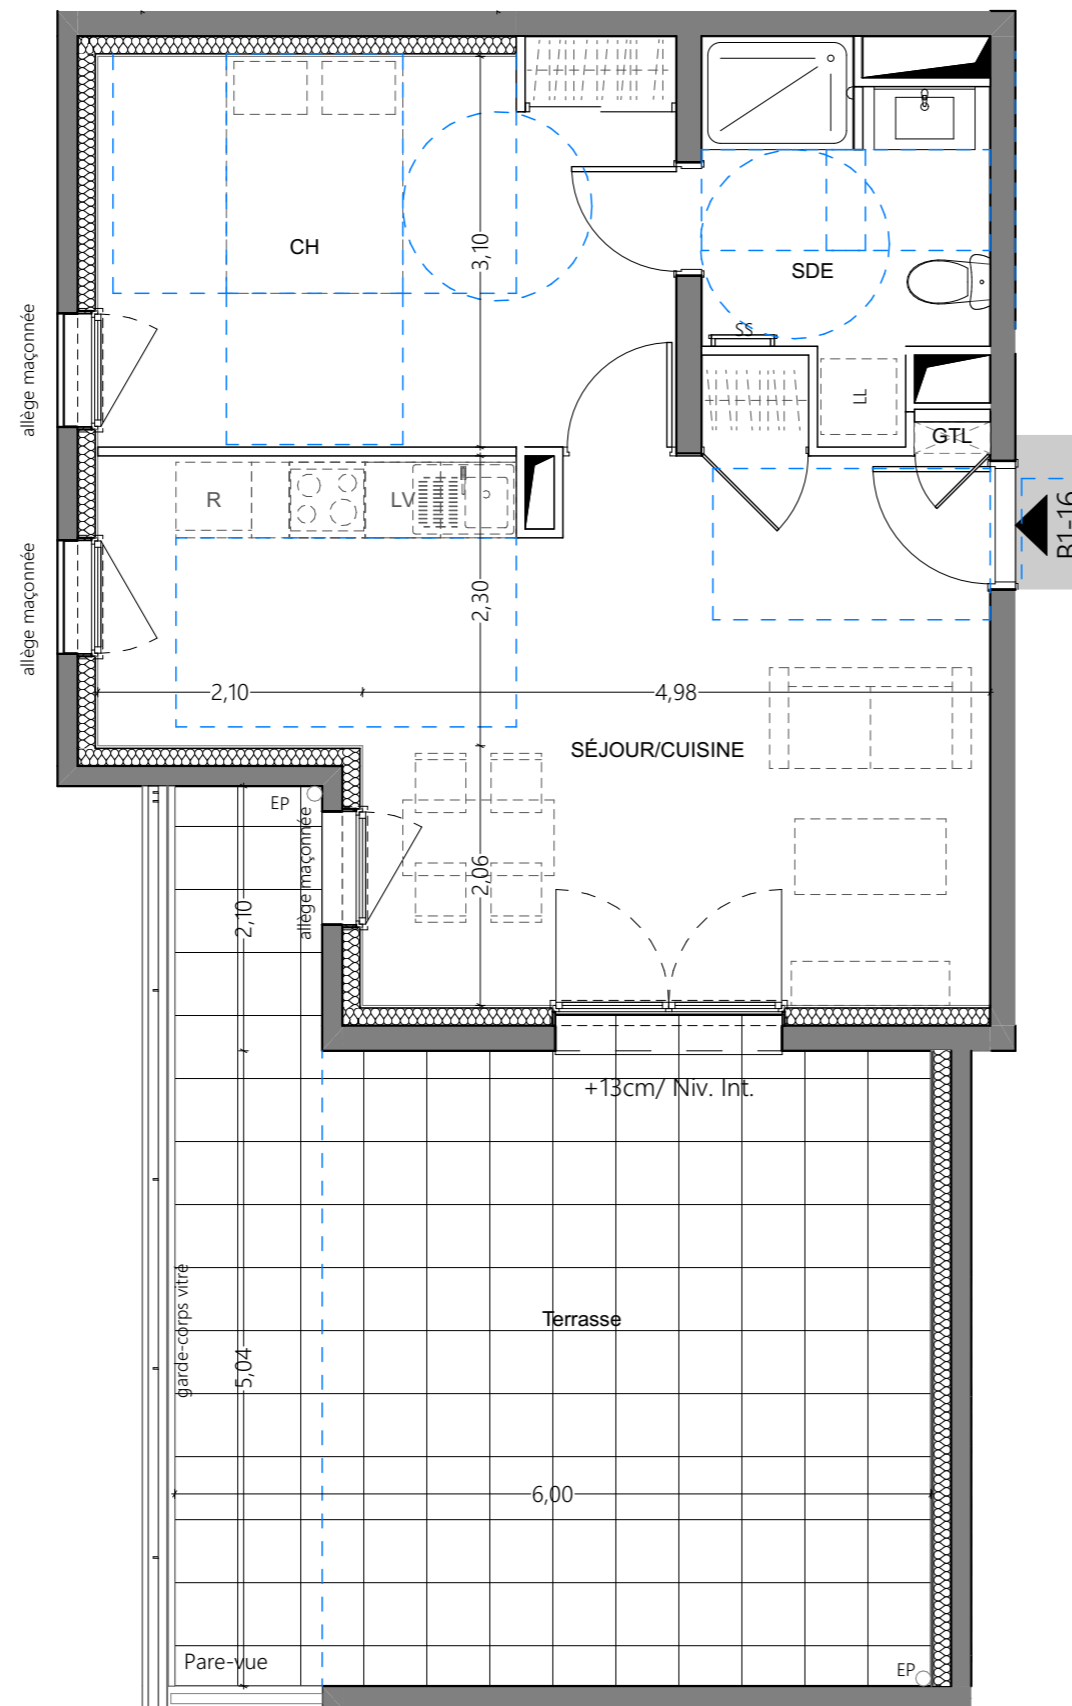 CH
3,10
SDE
SS
LL
GTL
B1-16
allège maçonnée
R
LV
allège maçonnée
2,30
2,10
4,98
SÉJOUR/CUISINE
EP
allège maçonnée
2,06
2,10
+13cm/ Niv. Int.
garde-corps vitre
Terrasse
5,04
6,00
Pare-vue
EP